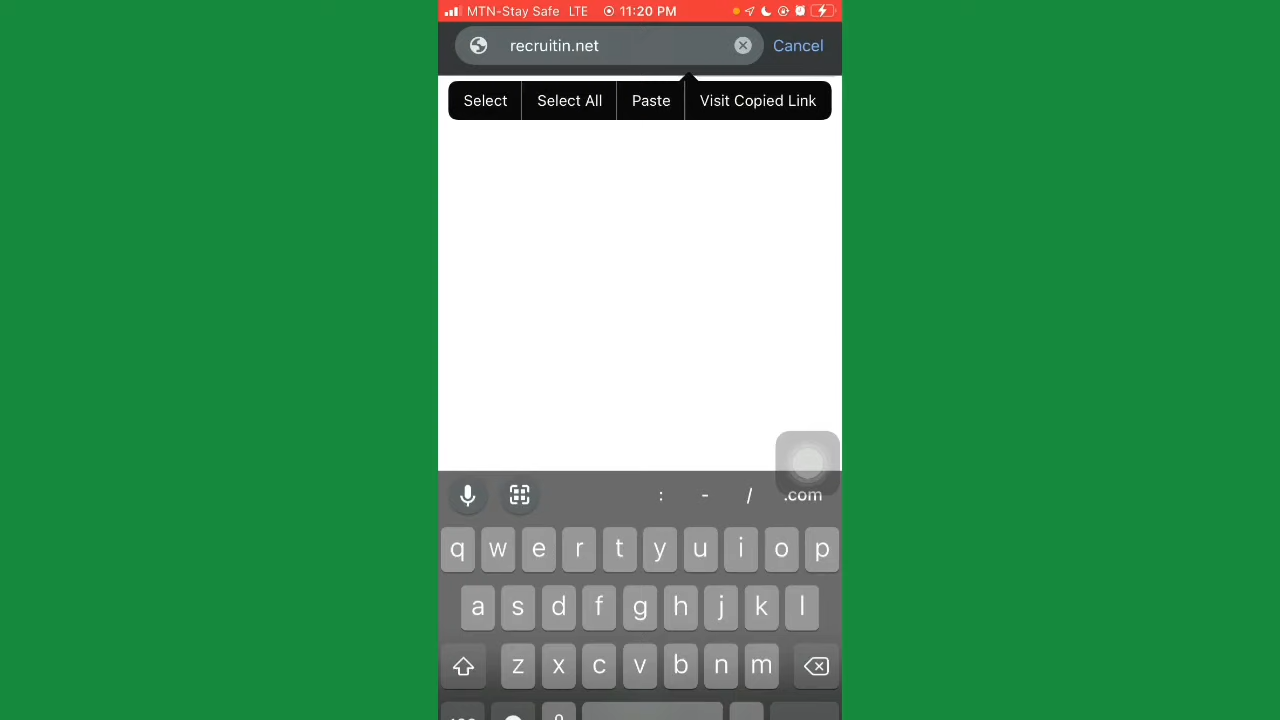 MTN-Stay Safe LTE 11:20 PM
recruitin.net Cancel
Select Select All Paste Visit Copied Link
: - / .com
q w e r t y u i o p
a s d f g h j k l
z x c v b n m